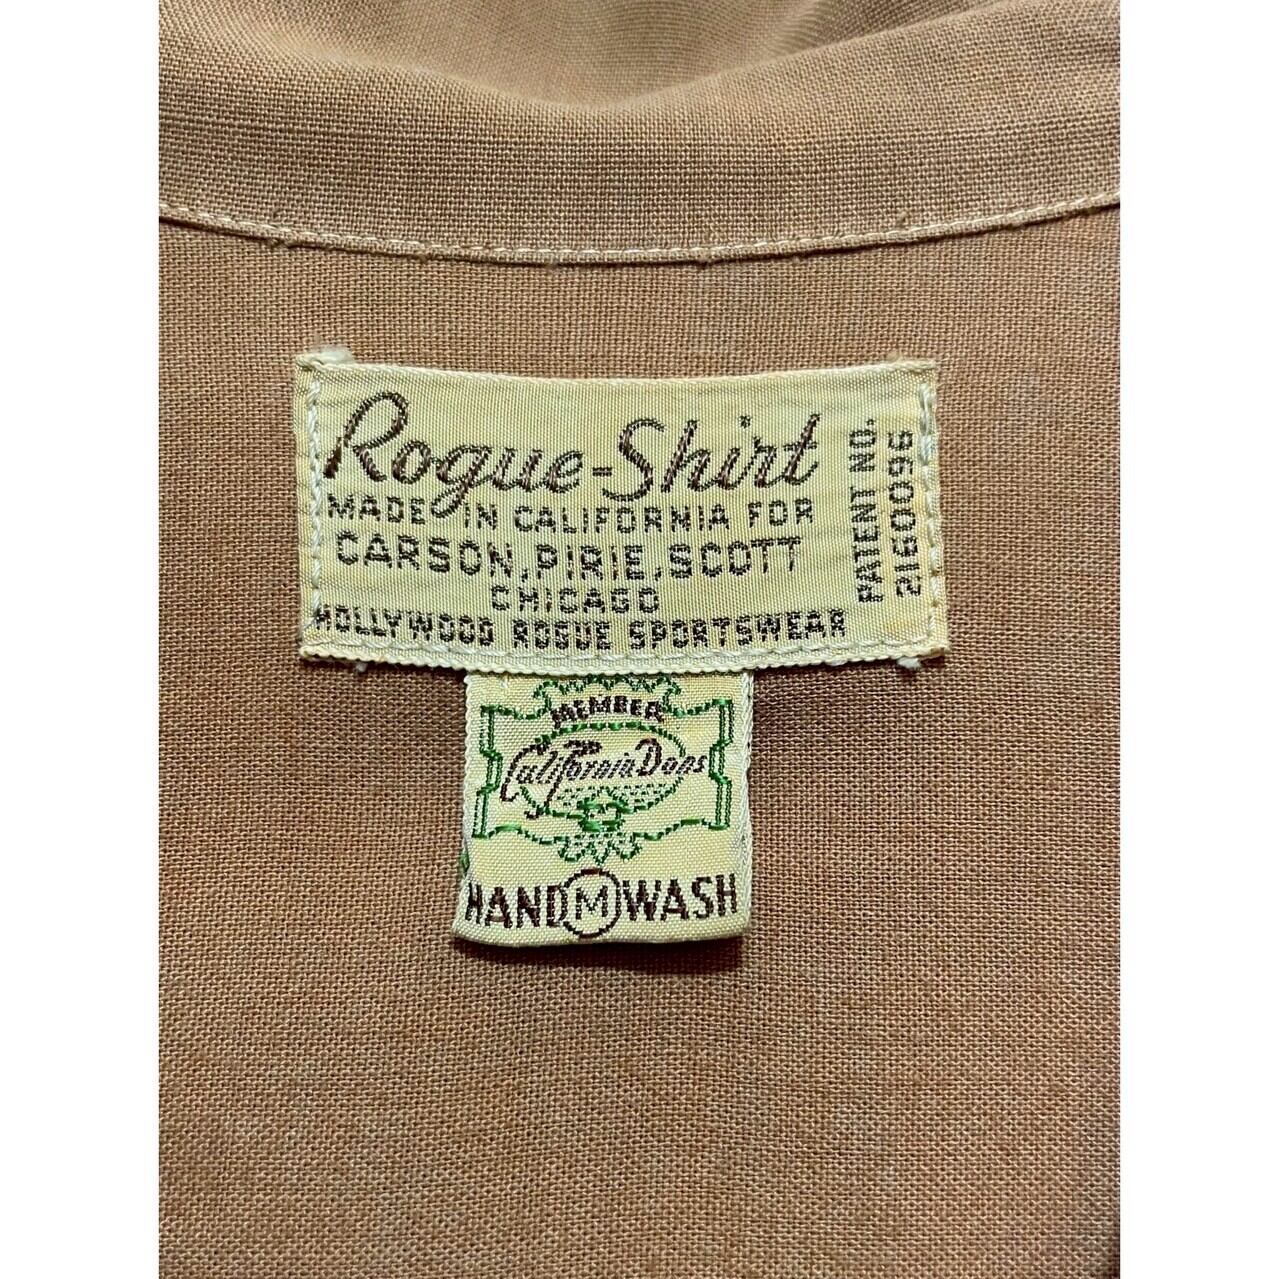 Rogue-Shirt
MADE IN CALIFORNIA FOR
CARSON, PIRIE, SCOTT
CHICAGO
HOLLYWOOD ROGUE SPORTSWEAR
PATENT NO.
2160096
MEMBER
California Dons
HAND M WASH